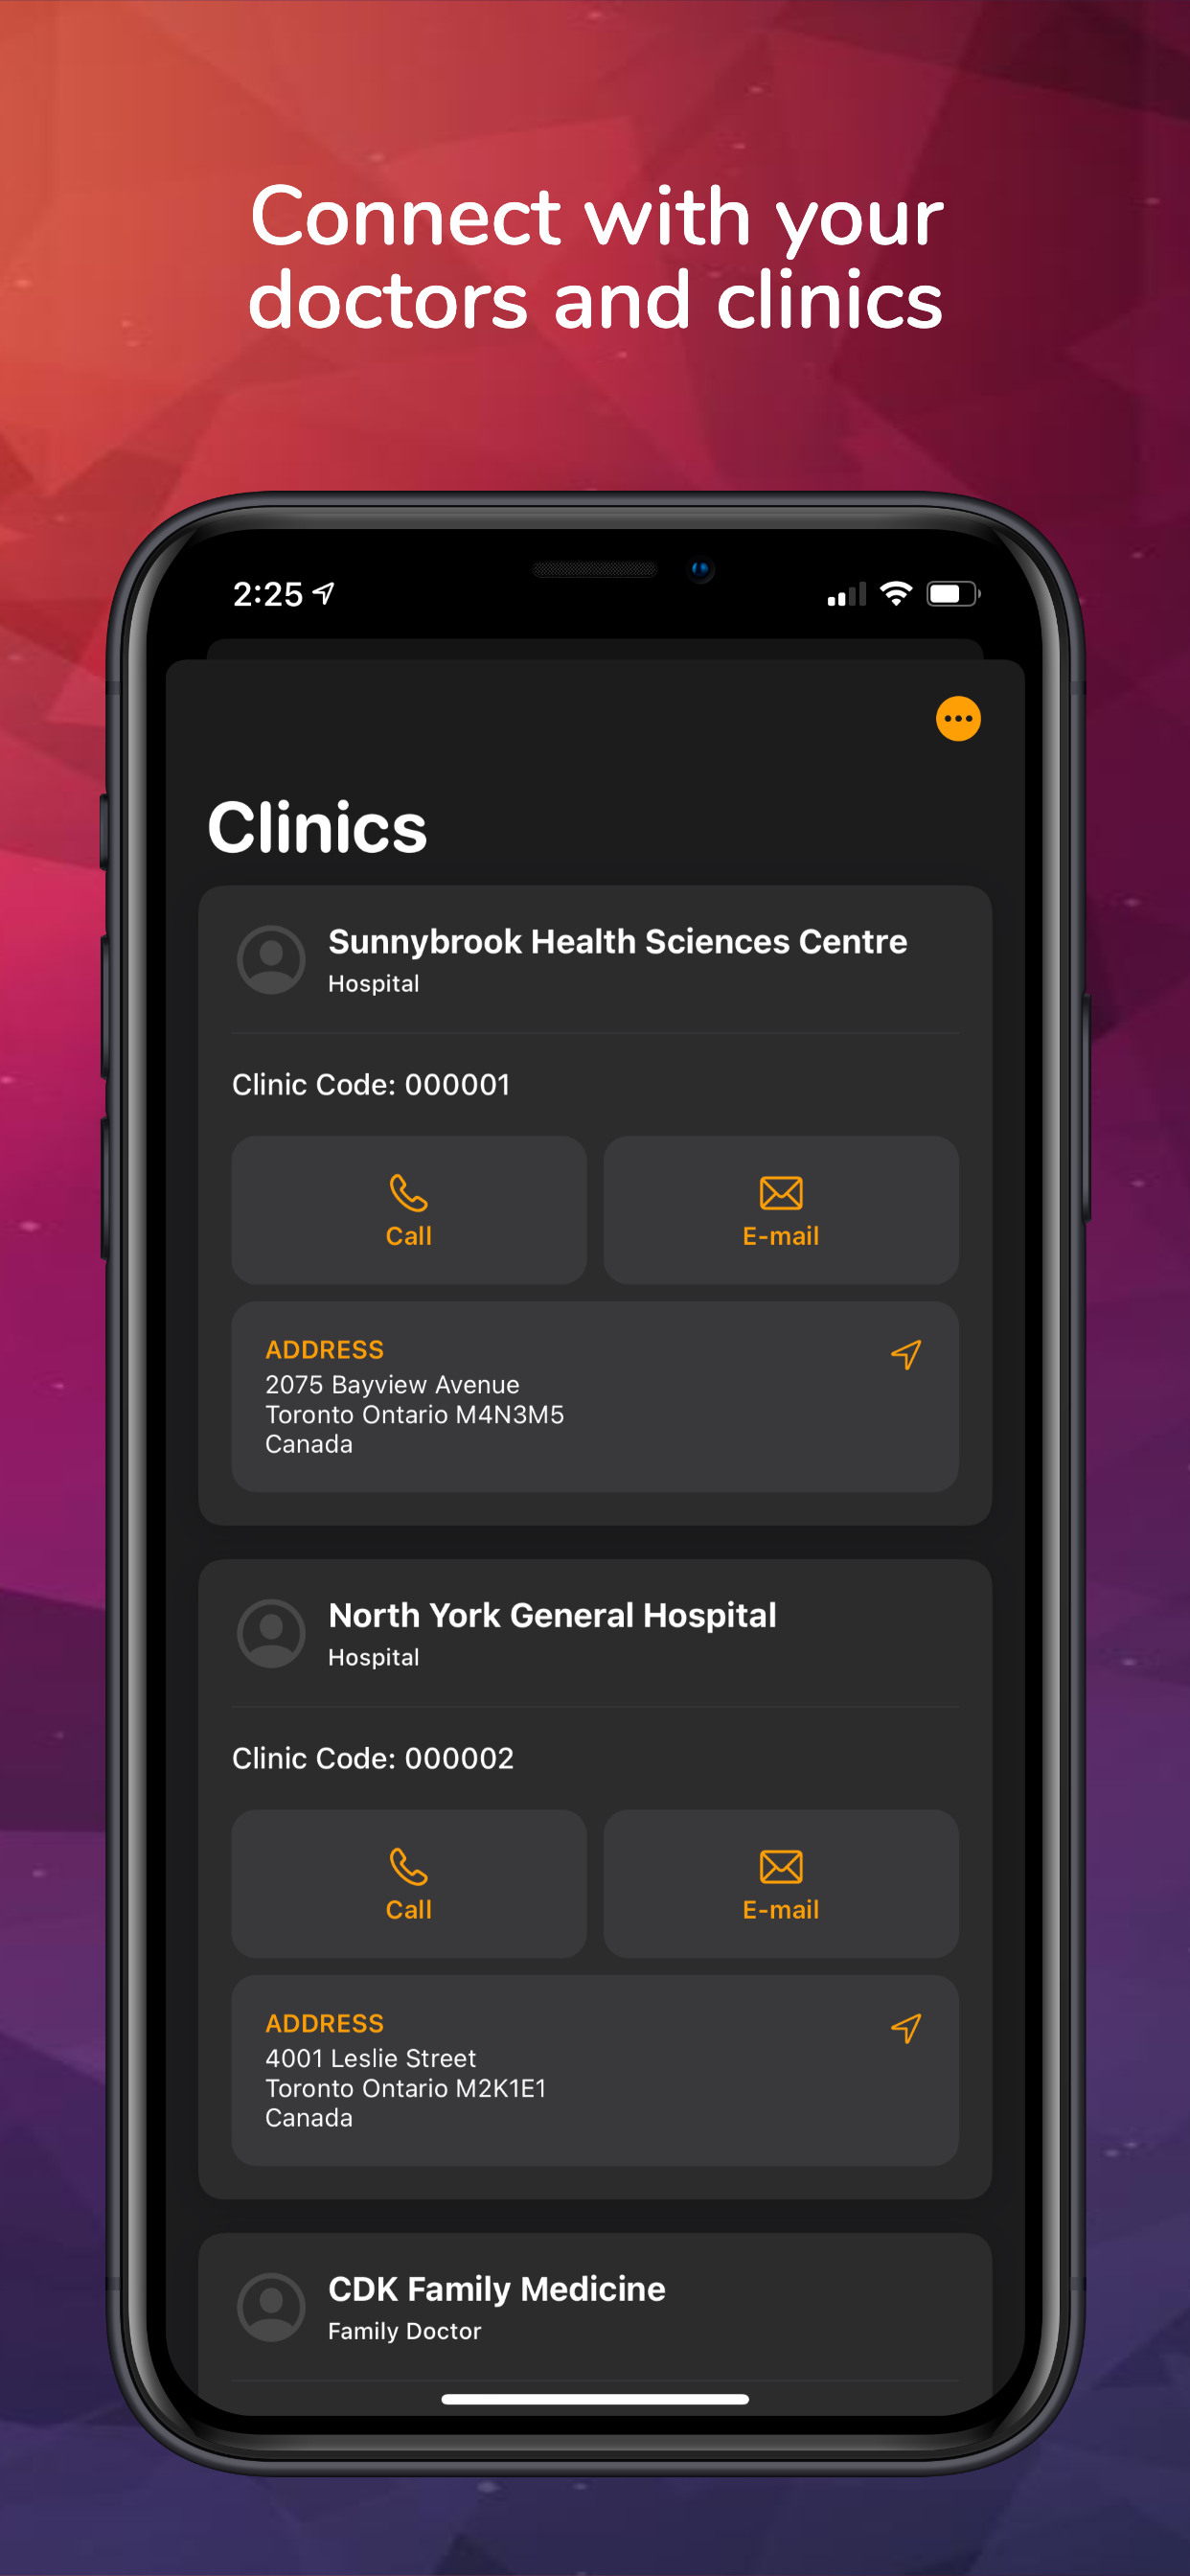 Connect with your
doctors and clinics
2:25
Clinics
Sunnybrook Health Sciences Centre
Hospital
Clinic Code: 000001
Call
E-mail
ADDRESS
2075 Bayview Avenue
Toronto Ontario M4N3M5
Canada
North York General Hospital
Hospital
Clinic Code: 000002
Call
E-mail
ADDRESS
4001 Leslie Street
Toronto Ontario M2K1E1
Canada
CDK Family Medicine
Family Doctor